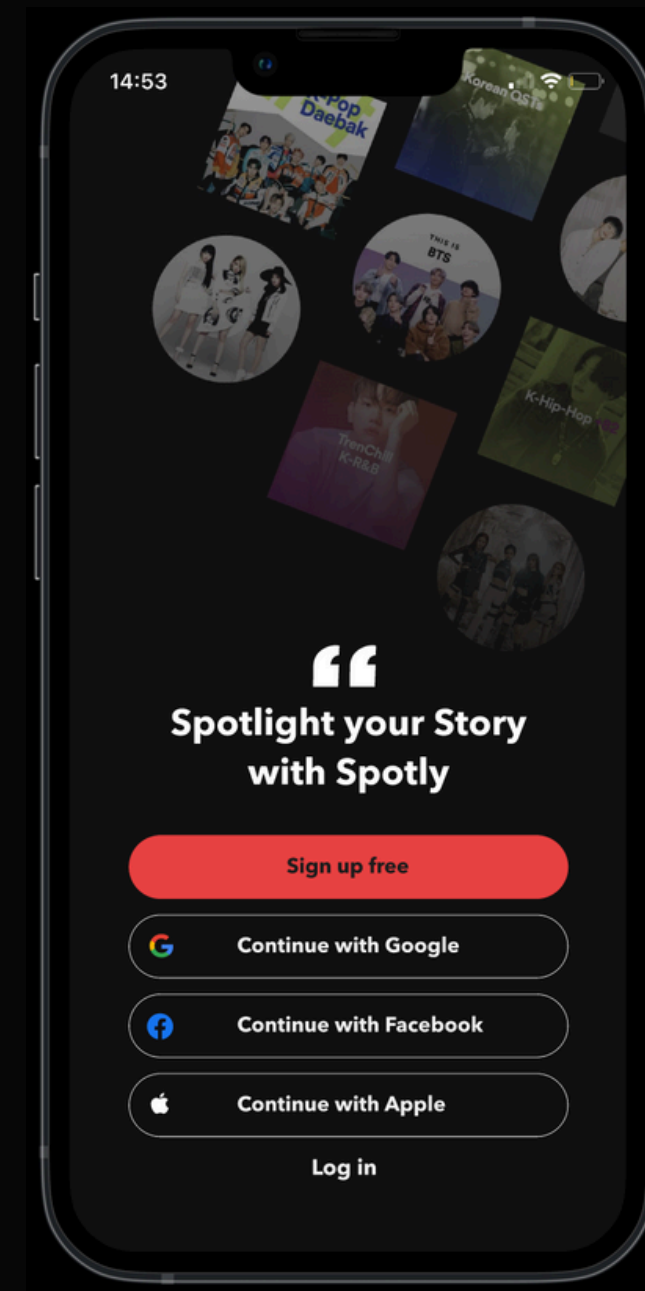 14:53
K-Pop
Daebak
Korean OSTs
THIS IS
BTS
K-Hip-Hop
TrenChill
K-R&B
“
Spotlight your Story
with Spotly
Sign up free
Continue with Google
Continue with Facebook
Continue with Apple
Log in